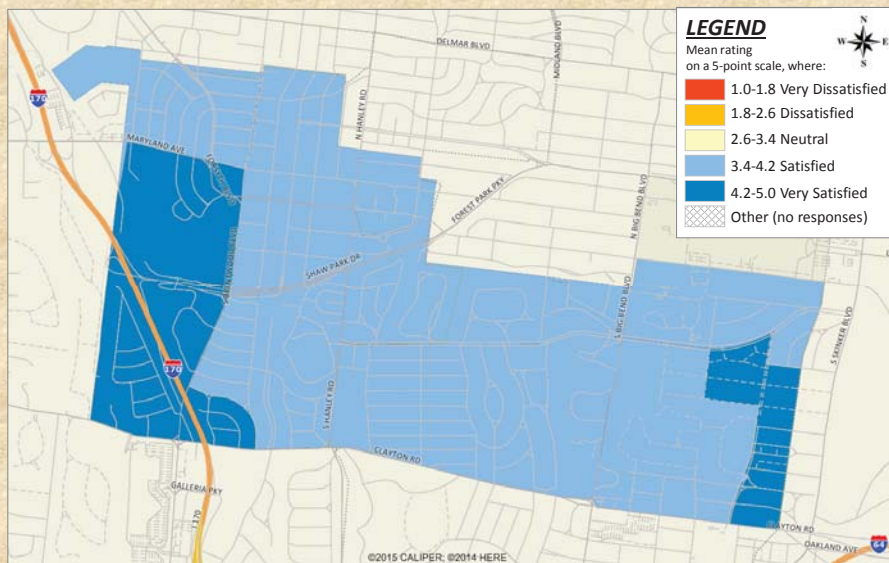 LEGEND
N
W E
S
Mean rating
on a 5-point scale, where:
1.0-1.8 Very Dissatisfied
1.8-2.6 Dissatisfied
2.6-3.4 Neutral
3.4-4.2 Satisfied
4.2-5.0 Very Satisfied
Other (no responses)
DELMAR BLVD
MIDLAND BLVD
170
N HANLEY RD
MARYLAND AVE
FORSYTH BLVD
FOREST PARK PKY
N BIG BEND BLVD
SHAW PARK DR
S BIG BEND BLVD
S SKINKER BLVD
170
S HANLEY RD
CLAYTON RD
GALLERIA PKY
I 170
CLAYTON RD
OAKLAND AVE
64
©2015 CALIPER; ©2014 HERE